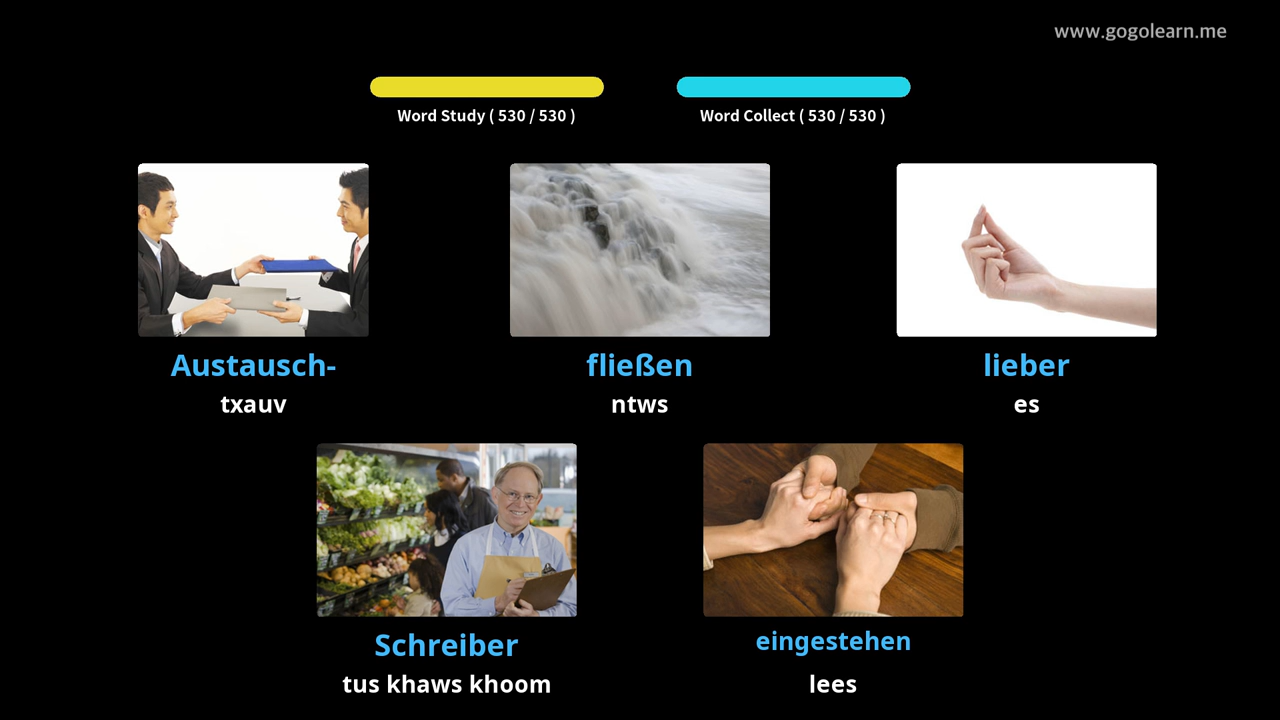 www.gogolearn.me
Word Study ( 530 / 530 )
Word Collect ( 530 / 530 )
Austausch-
txauv
fließen
ntws
lieber
es
Schreiber
tus khaws khoom
eingestehen
lees